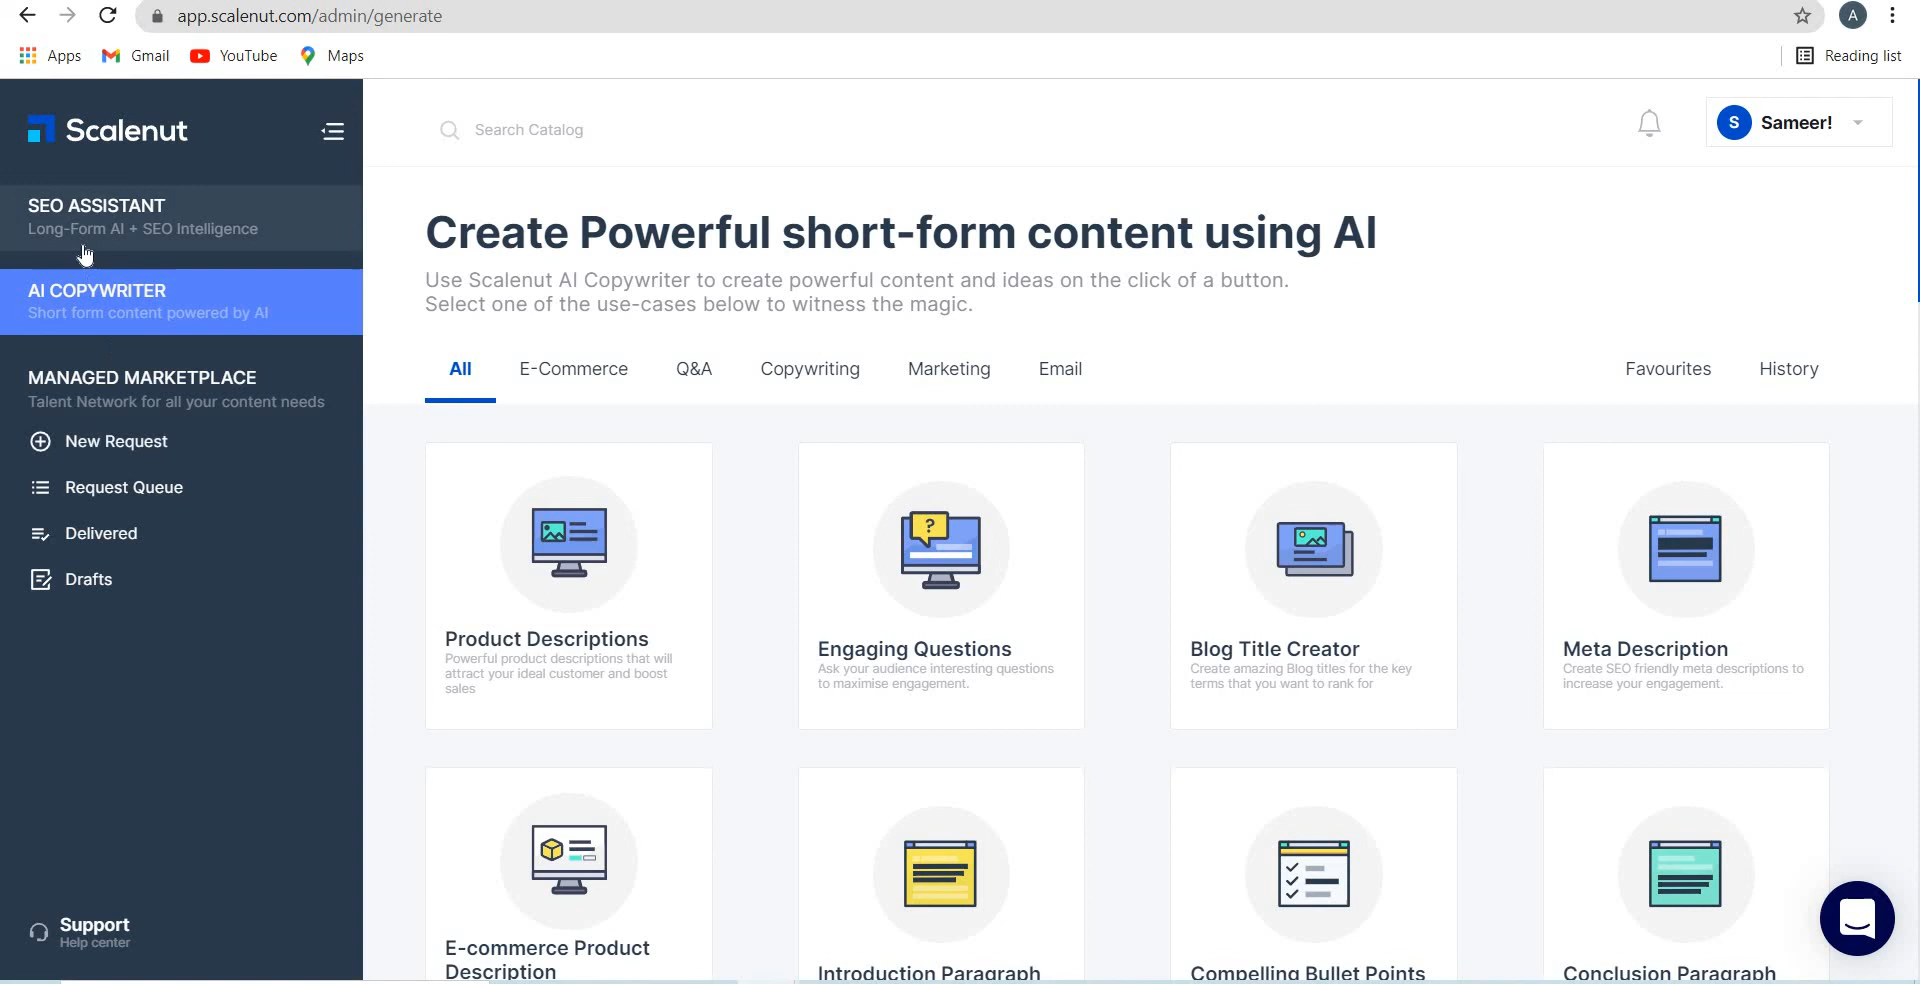 app.scalenut.com/admin/generate
A
Apps
Gmail
YouTube
Maps
Reading list
Scalenut
Search Catalog
S
Sameer!
SEO ASSISTANT
Long-Form AI + SEO Intelligence
AI COPYWRITER
Short form content powered by AI
MANAGED MARKETPLACE
Talent Network for all your content needs
New Request
Request Queue
Delivered
Drafts
Support
Help center
Create Powerful short-form content using AI
Use Scalenut AI Copywriter to create powerful content and ideas on the click of a button.
Select one of the use-cases below to witness the magic.
All
E-Commerce
Q&A
Copywriting
Marketing
Email
Favourites
History
Product Descriptions
Powerful product descriptions that will
attract your ideal customer and boost
sales
?
Engaging Questions
Ask your audience interesting questions
to maximise engagement.
Blog Title Creator
Create amazing Blog titles for the key
terms that you want to rank for
Meta Description
Create SEO friendly meta descriptions to
increase your engagement.
E-commerce Product
Description
Introduction Paragraph
Compelling Bullet Points
Conclusion Paragraph